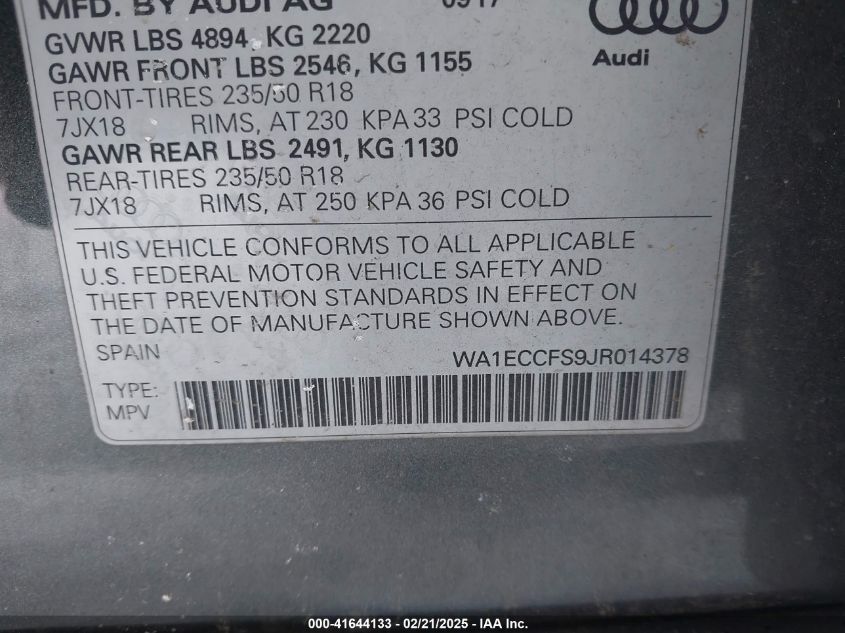 MFD. BY AUDI AG 0917
GVWR LBS 4894, KG 2220
GAWR FRONT LBS 2546, KG 1155
Audi
FRONT-TIRES 235/50 R18
7JX18 RIMS, AT 230 KPA 33 PSI COLD
GAWR REAR LBS 2491, KG 1130
REAR-TIRES 235/50 R18
7JX18 RIMS, AT 250 KPA 36 PSI COLD
THIS VEHICLE CONFORMS TO ALL APPLICABLE
U.S. FEDERAL MOTOR VEHICLE SAFETY AND
THEFT PREVENTION STANDARDS IN EFFECT ON
THE DATE OF MANUFACTURE SHOWN ABOVE.
SPAIN WA1ECCFS9JR014378
TYPE:
MPV
000-41644133 - 02/21/2025 - IAA Inc.